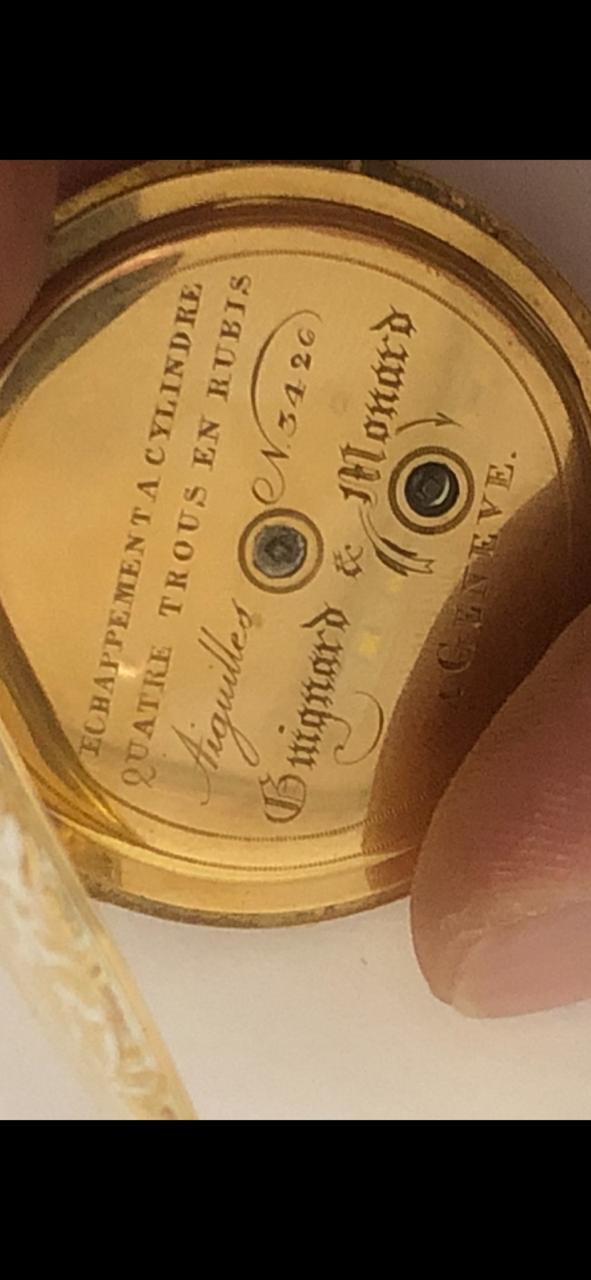 ECHAPPEMENT A CYLINDRE
QUATRE TROUS EN RUBIS
Aiguilles N. 3426
Guignard & Monard
A GENEVE.